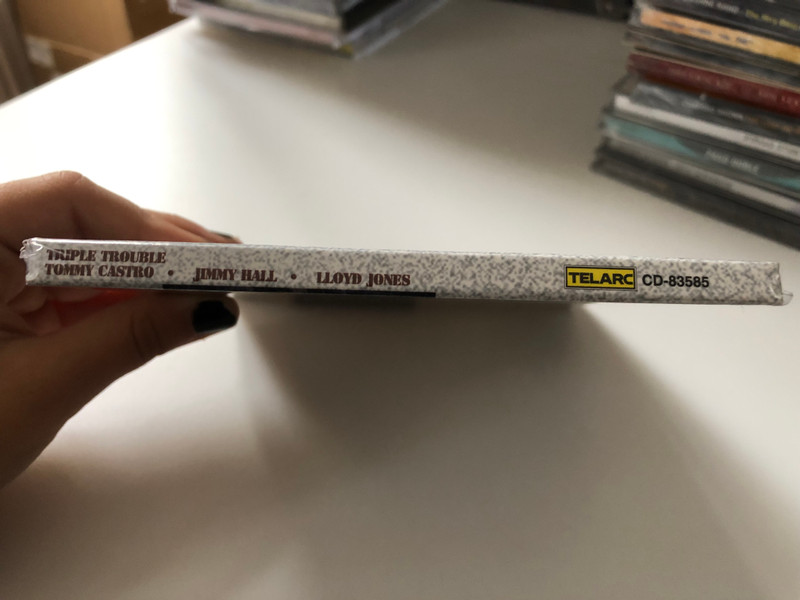 TRIPLE TROUBLE
TOMMY CASTRO • JIMMY HALL • LLOYD JONES
TELARC CD-83585